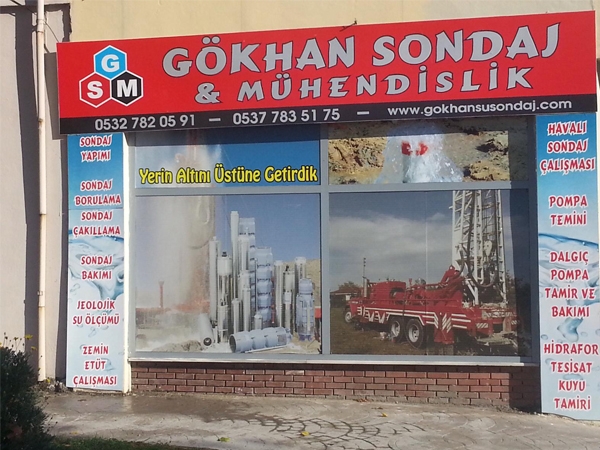 G
S M
GÖKHAN SONDAJ
& MÜHENDİSLİK
0532 782 05 91 – 0537 783 51 75 – www.gokhansusondaj.com
SONDAJ
YAPIMI
SONDAJ
BORULAMA
SONDAJ
ÇAKILLAMA
SONDAJ
BAKIMI
JEOLOJİK
SU ÖLÇÜMÜ
ZEMİN
ETÜT
ÇALIŞMASI
Yerin Altını Üstüne Getirdik
HAVALI
SONDAJ
ÇALIŞMASI
POMPA
TEMİNİ
DALGIÇ
POMPA
TAMİR VE
BAKIMI
HİDRAFOR
TESİSAT
KUYU
TAMİRİ